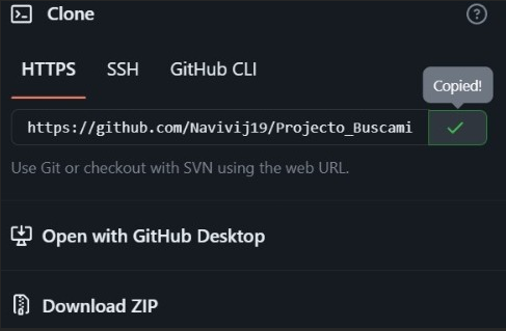 Clone
HTTPS SSH GitHub CLI
Copied!
https://github.com/Navivij19/Projecto_Buscami
Use Git or checkout with SVN using the web URL.
Open with GitHub Desktop
Download ZIP